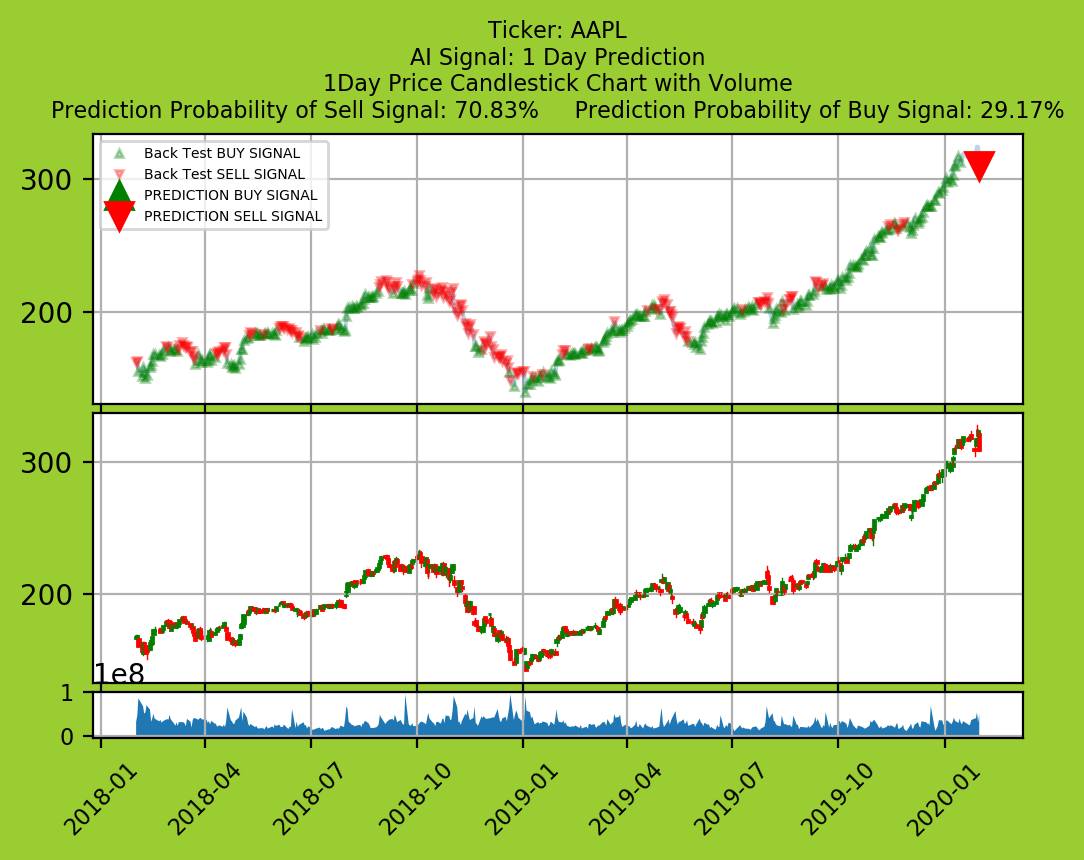 Ticker: AAPL
AI Signal: 1 Day Prediction
1Day Price Candlestick Chart with Volume
Prediction Probability of Sell Signal: 70.83% Prediction Probability of Buy Signal: 29.17%
Back Test BUY SIGNAL
Back Test SELL SIGNAL
PREDICTION BUY SIGNAL
PREDICTION SELL SIGNAL
300
200
300
200
1e8
1
0
2018-01 2018-04 2018-07 2018-10 2019-01 2019-04 2019-07 2019-10 2020-01